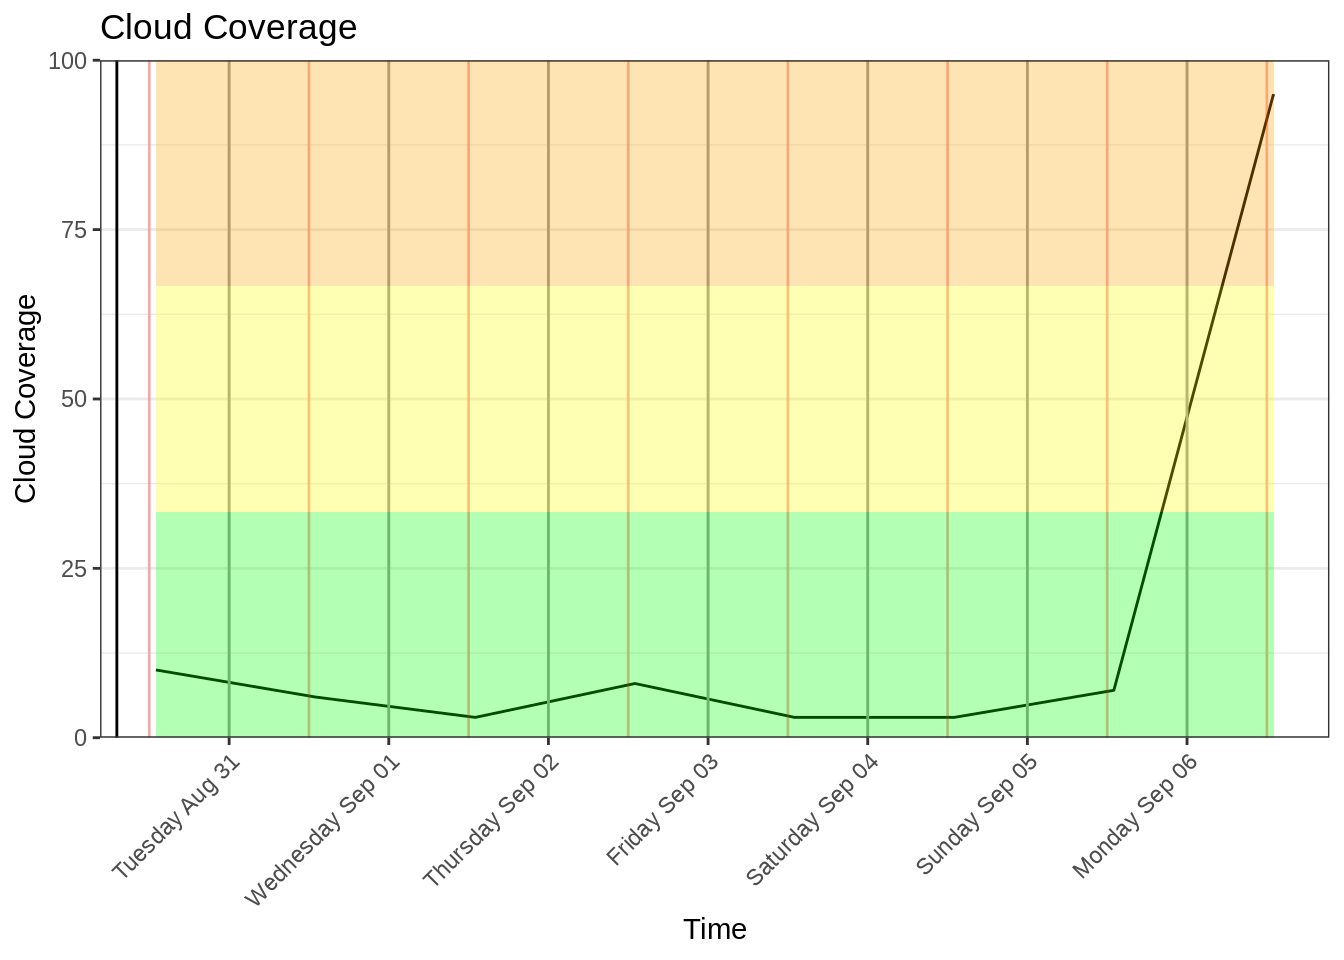 Cloud Coverage
Cloud Coverage
100
75
50
25
0
Tuesday Aug 31
Wednesday Sep 01
Thursday Sep 02
Friday Sep 03
Saturday Sep 04
Sunday Sep 05
Monday Sep 06
Time